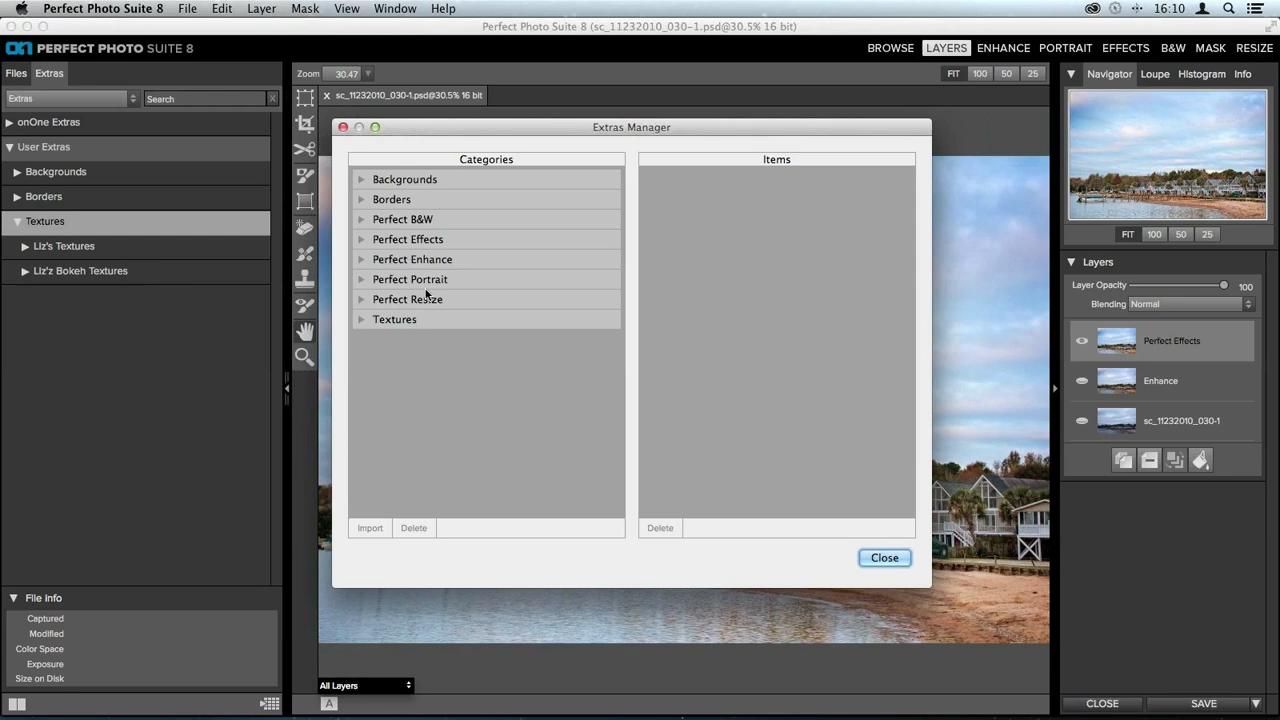 Perfect Photo Suite 8 File Edit Layer Mask View Window Help 16:10
Perfect Photo Suite 8 (sc_11232010_030-1.psd@30.5% 16 bit)
on1 PERFECT PHOTO SUITE 8 BROWSE LAYERS ENHANCE PORTRAIT EFFECTS B&W MASK RESIZE
Files Extras Zoom 30.47 FIT 100 50 25 Navigator Loupe Histogram Info
Extras Search X
X sc_11232010_030-1.psd@30.5% 16 bit
onOne Extras
User Extras
Backgrounds
Borders
Textures
Liz's Textures
Liz'z Bokeh Textures
Extras Manager
Categories Items
Backgrounds
Borders
Perfect B&W
Perfect Effects
Perfect Enhance
Perfect Portrait
Perfect Resize
Textures
Import Delete Delete
Close
FIT 100 50 25
Layers
Layer Opacity 100
Blending Normal
Perfect Effects
Enhance
sc_11232010_030-1
File Info
Captured
Modified
Color Space
Exposure
Size on Disk
All Layers
A
CLOSE SAVE